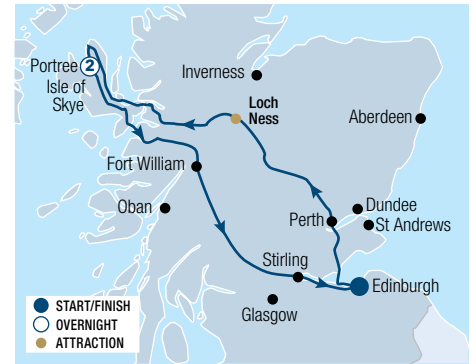 Portree
2
Isle of
Skye
Inverness
Loch
Ness
Aberdeen
Fort William
Oban
Dundee
Perth
St Andrews
Stirling
Edinburgh
Glasgow
START/FINISH
OVERNIGHT
ATTRACTION